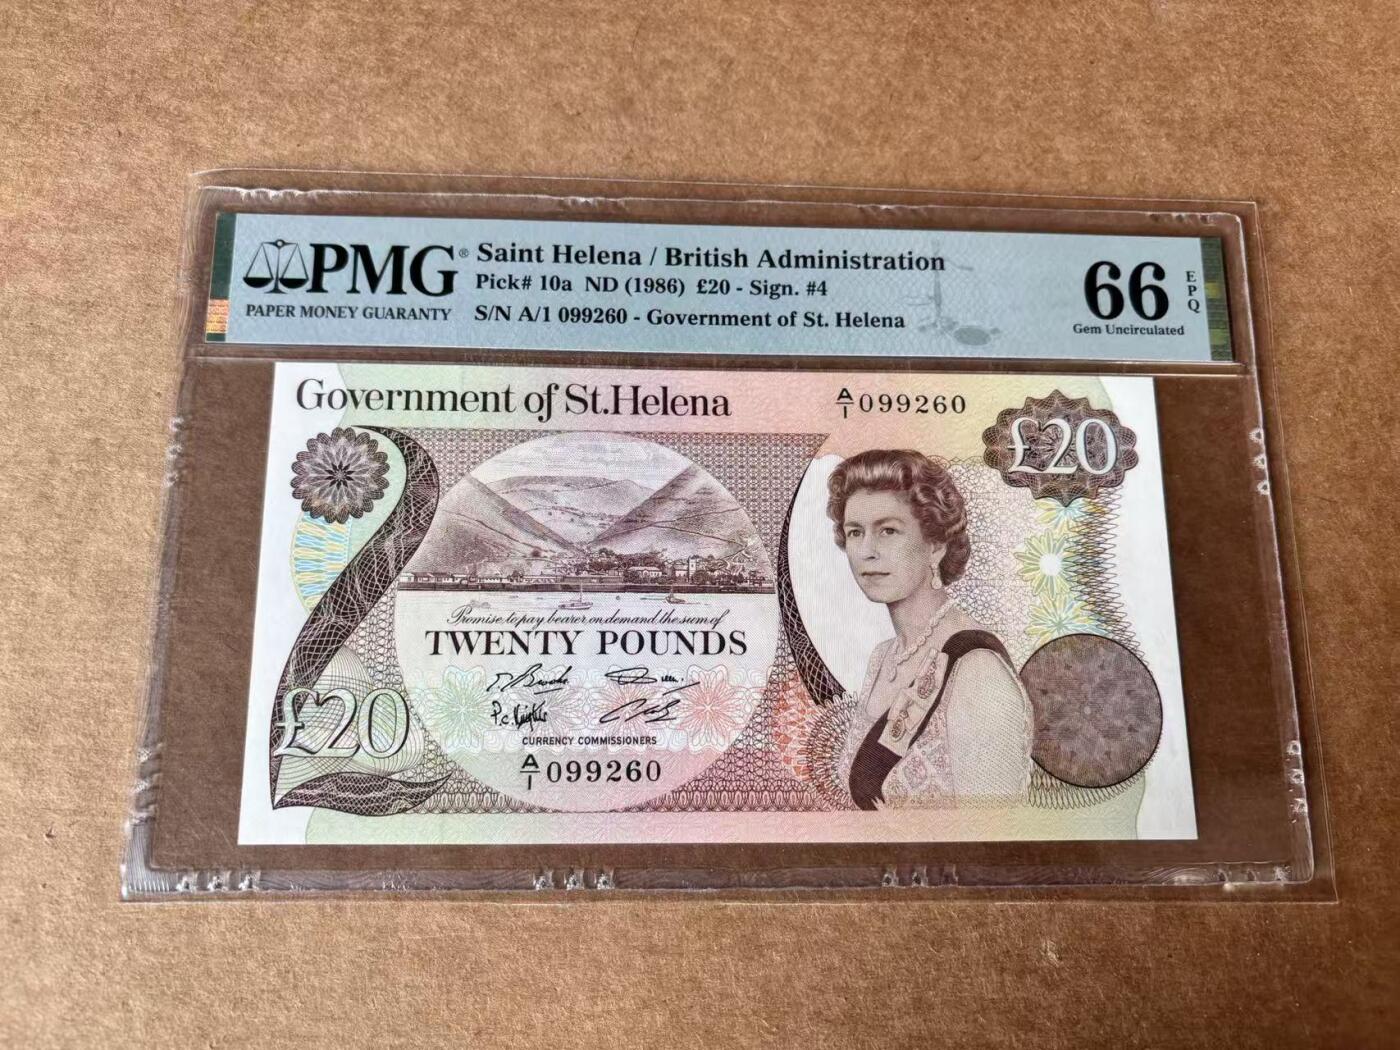 PMG®
PAPER MONEY GUARANTY
Saint Helena / British Administration
Pick# 10a ND (1986) £20 - Sign. #4
S/N A/1 099260 - Government of St. Helena
66
EPQ
Gem Uncirculated
Government of St.Helena
A/1 099260
£20
Promise to pay bearer on demand the sum of
TWENTY POUNDS
£20
CURRENCY COMMISSIONERS
A/1 099260